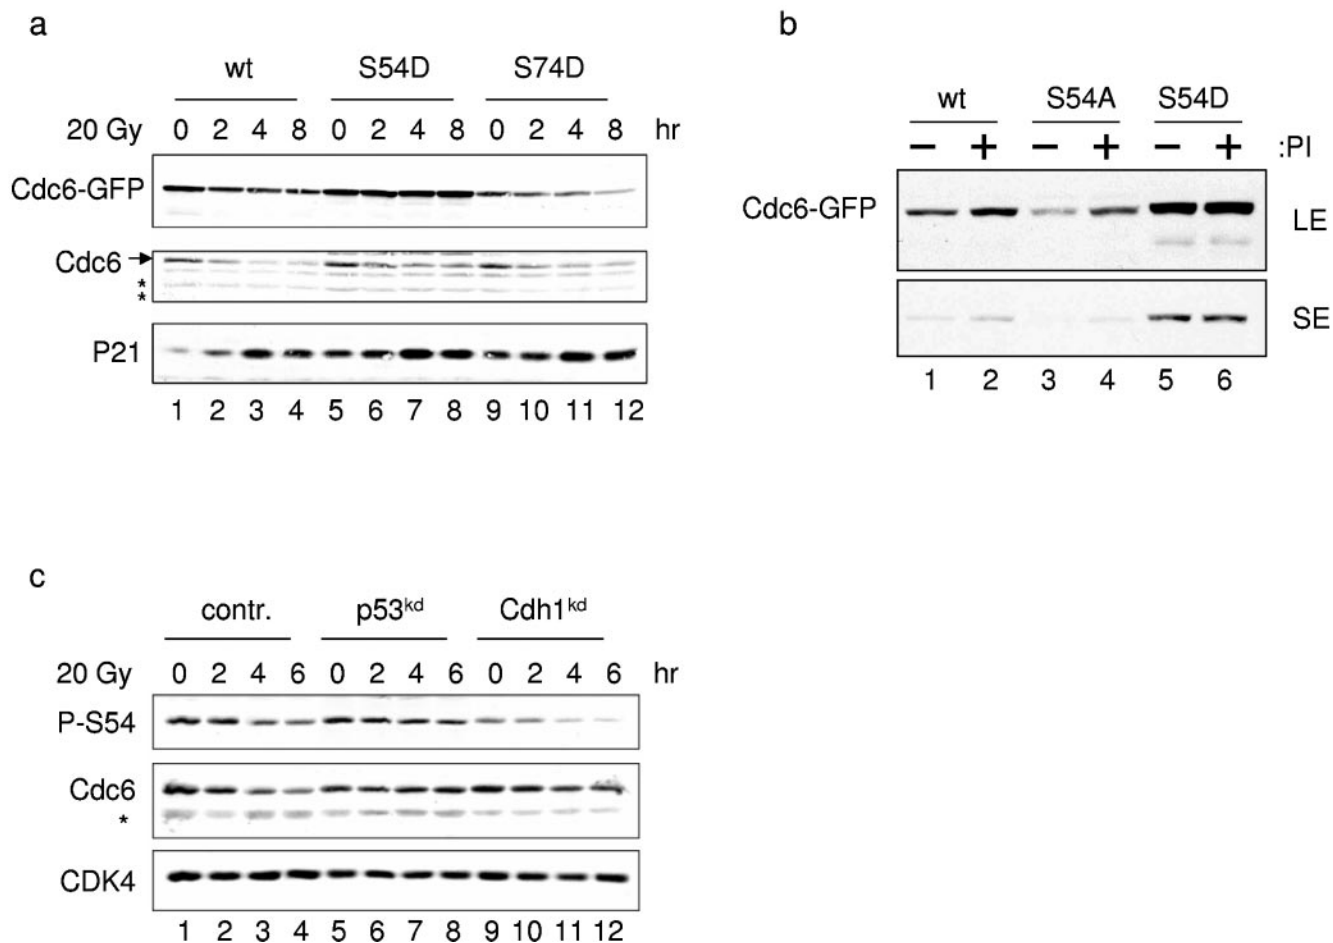 a
wt S54D S74D
20 Gy 0 2 4 8 0 2 4 8 0 2 4 8 hr
Cdc6-GFP
Cdc6
*
*
P21
1 2 3 4 5 6 7 8 9 10 11 12
b
wt S54A S54D
− + − + − + :PI
Cdc6-GFP LE
SE
1 2 3 4 5 6
c
contr. p53kd Cdh1kd
20 Gy 0 2 4 6 0 2 4 6 0 2 4 6 hr
P-S54
Cdc6
*
CDK4
1 2 3 4 5 6 7 8 9 10 11 12